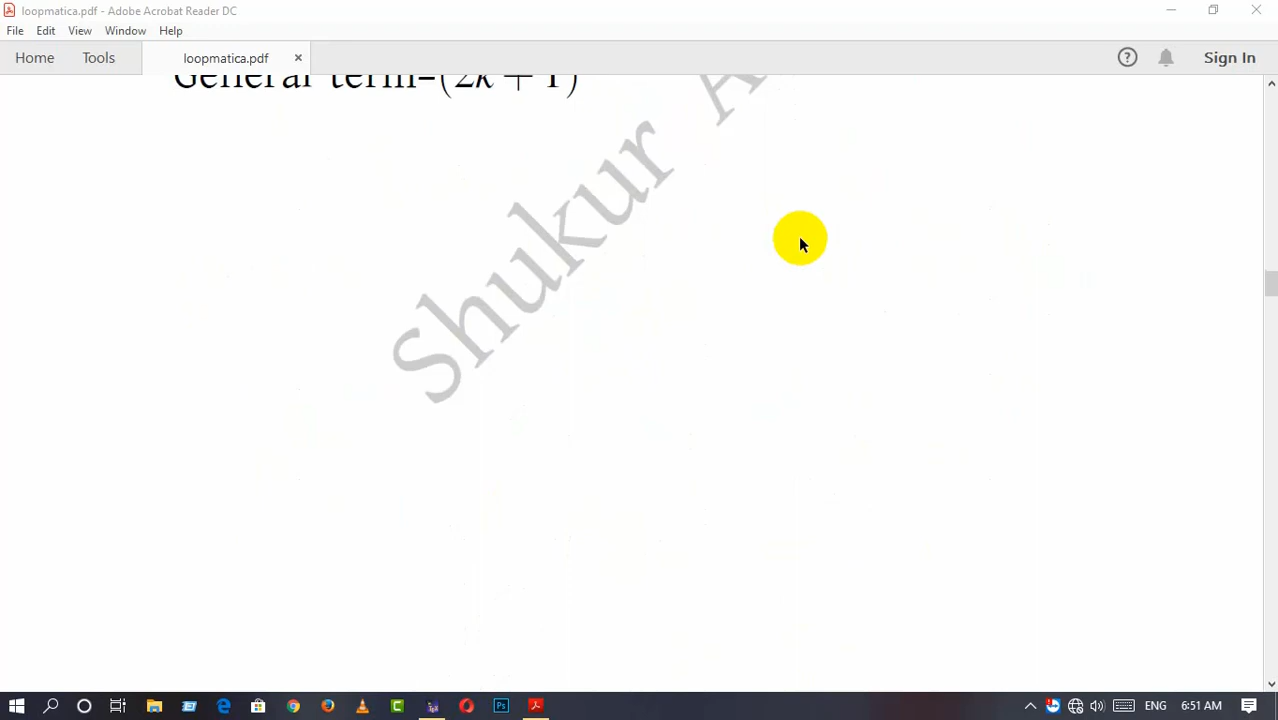 loopmatica.pdf - Adobe Acrobat Reader DC
File Edit View Window Help
Home Tools loopmatica.pdf × Sign In
General term=(2k + 1)
Shukur A
ENG 6:51 AM